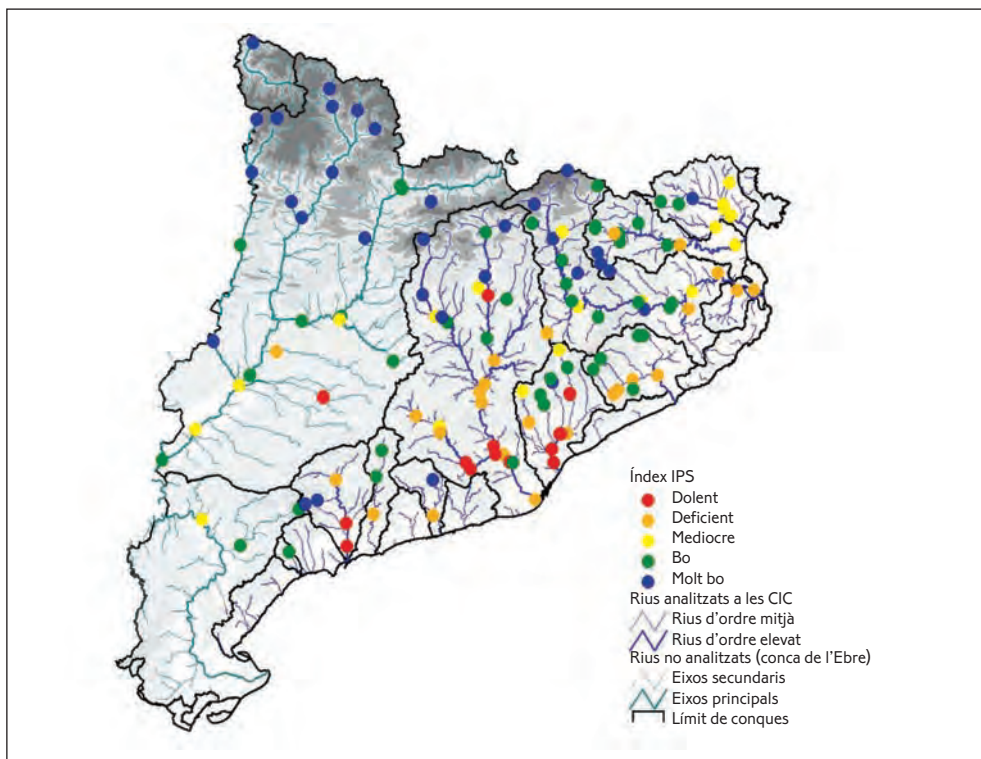 Índex IPS
Dolent
Deficient
Mediocre
Bo
Molt bo
Rius analitzats a les CIC
Rius d'ordre mitjà
Rius d'ordre elevat
Rius no analitzats (conca de l'Ebre)
Eixos secundaris
Eixos principals
Límit de conques